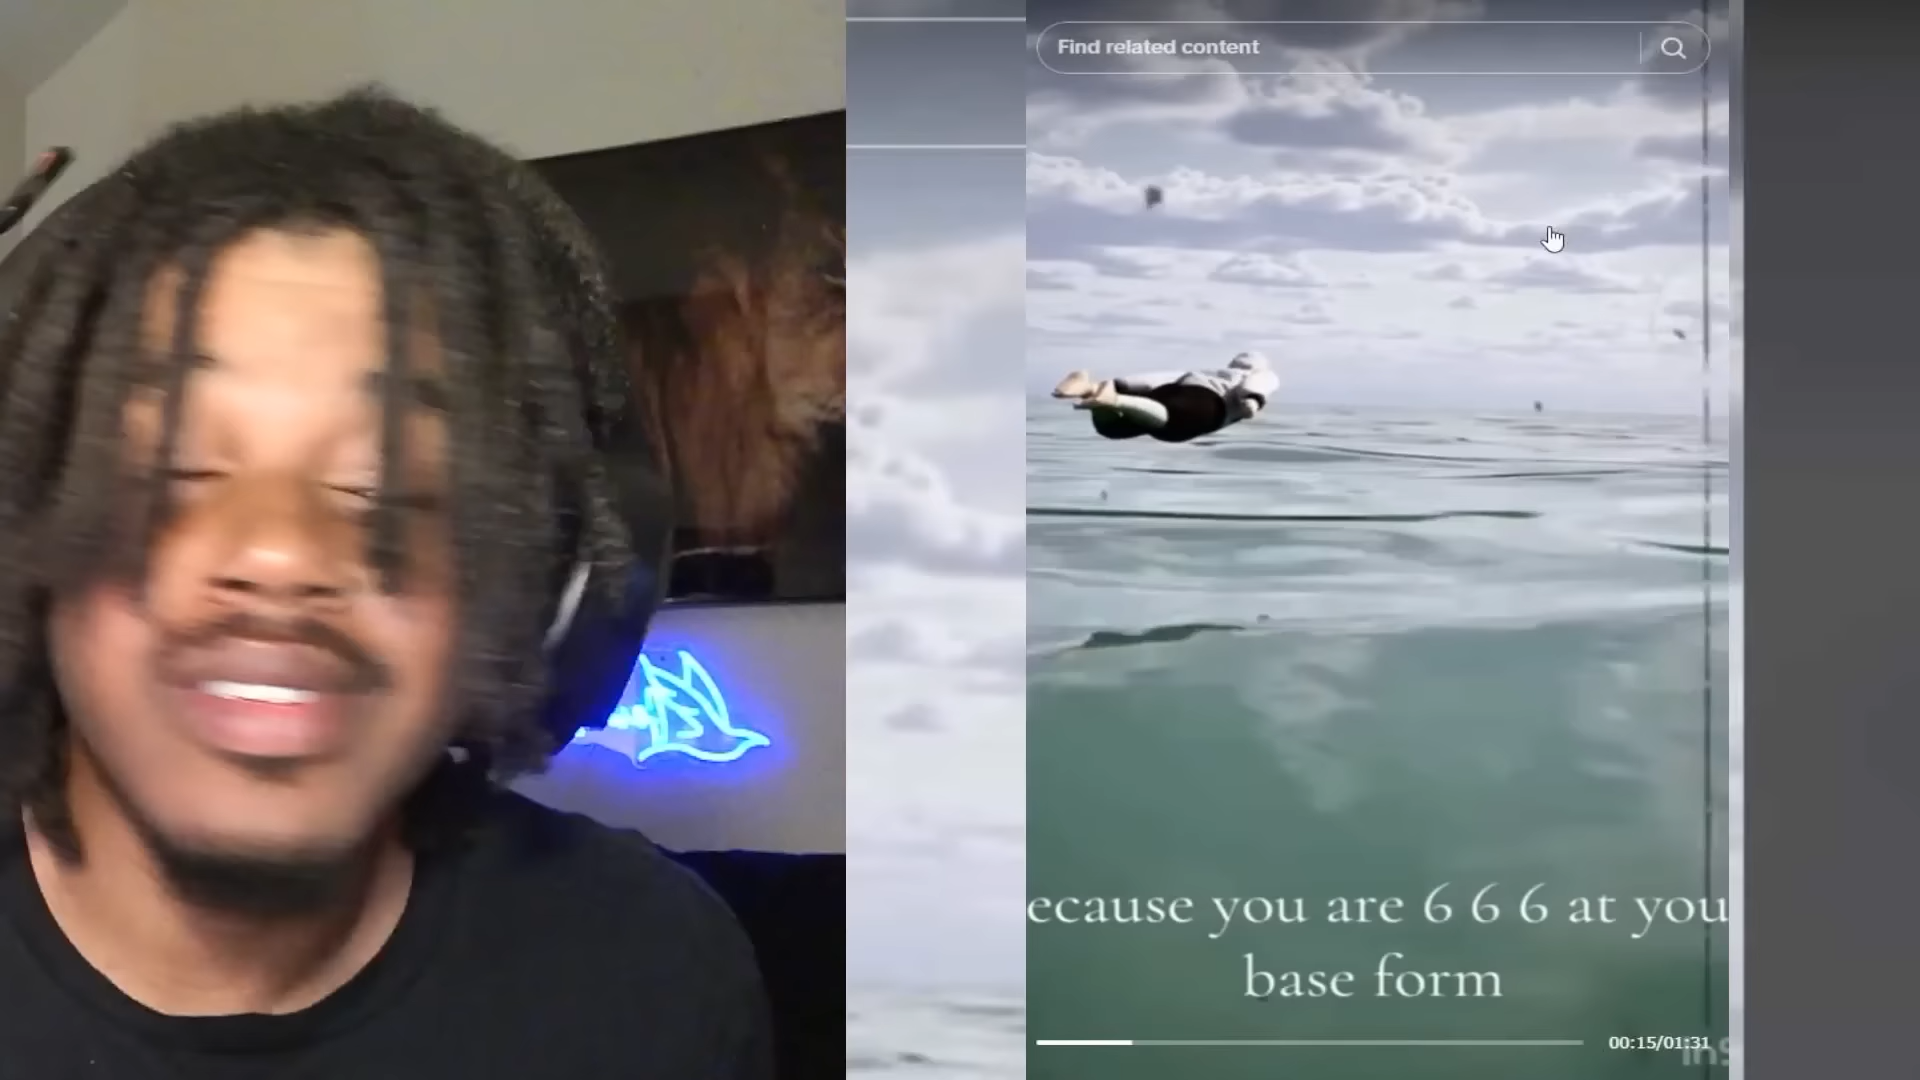 Find related content
ecause you are 6 6 6 at you
base form
00:15/01:31